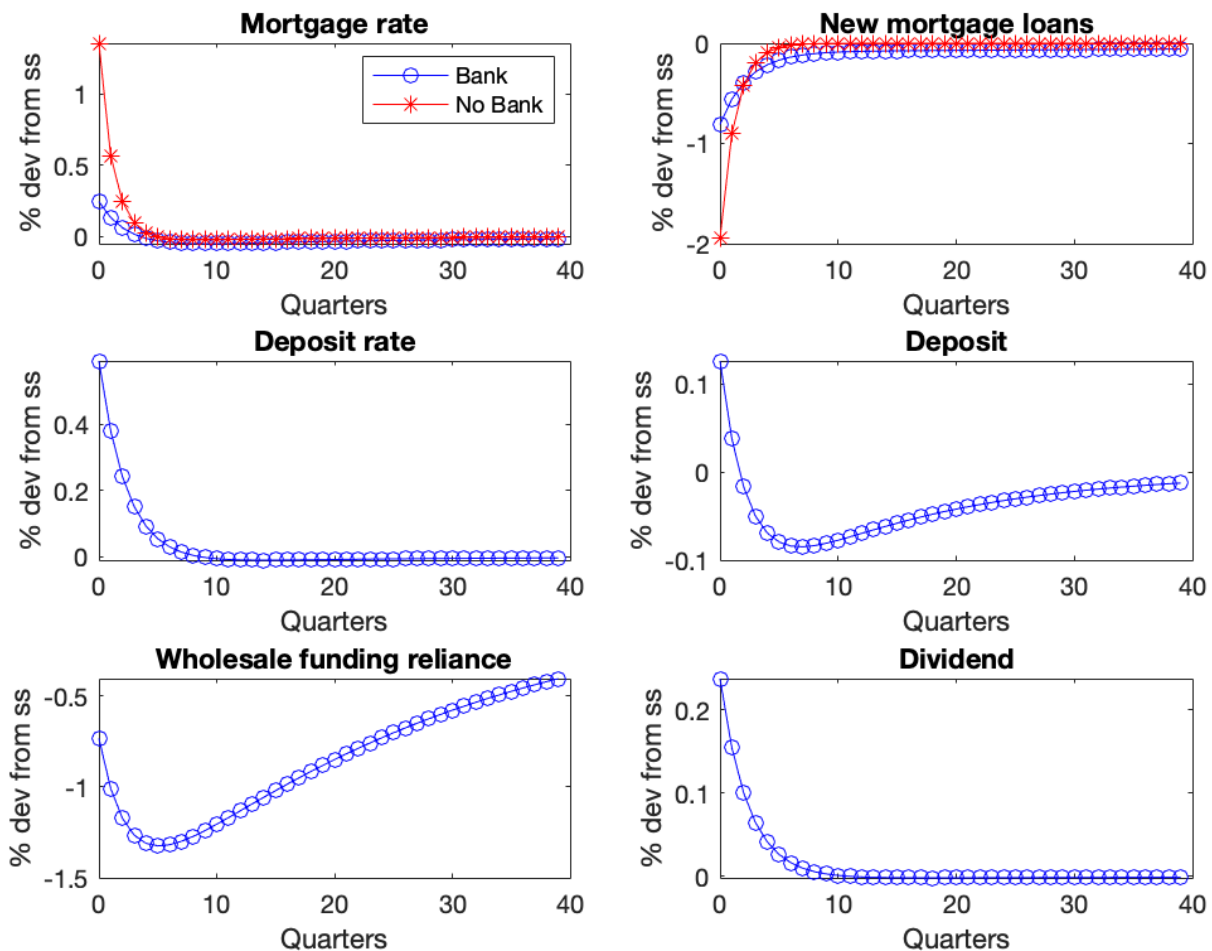 Mortgage rate
% dev from ss
1
0.5
0
0 10 20 30 40
Quarters
Bank
No Bank
New mortgage loans
% dev from ss
0
-1
-2
0 10 20 30 40
Quarters
Deposit rate
% dev from ss
0.4
0.2
0
0 10 20 30 40
Quarters
Deposit
% dev from ss
0.1
0
-0.1
0 10 20 30 40
Quarters
Wholesale funding reliance
% dev from ss
-0.5
-1
-1.5
0 10 20 30 40
Quarters
Dividend
% dev from ss
0.2
0.1
0
0 10 20 30 40
Quarters